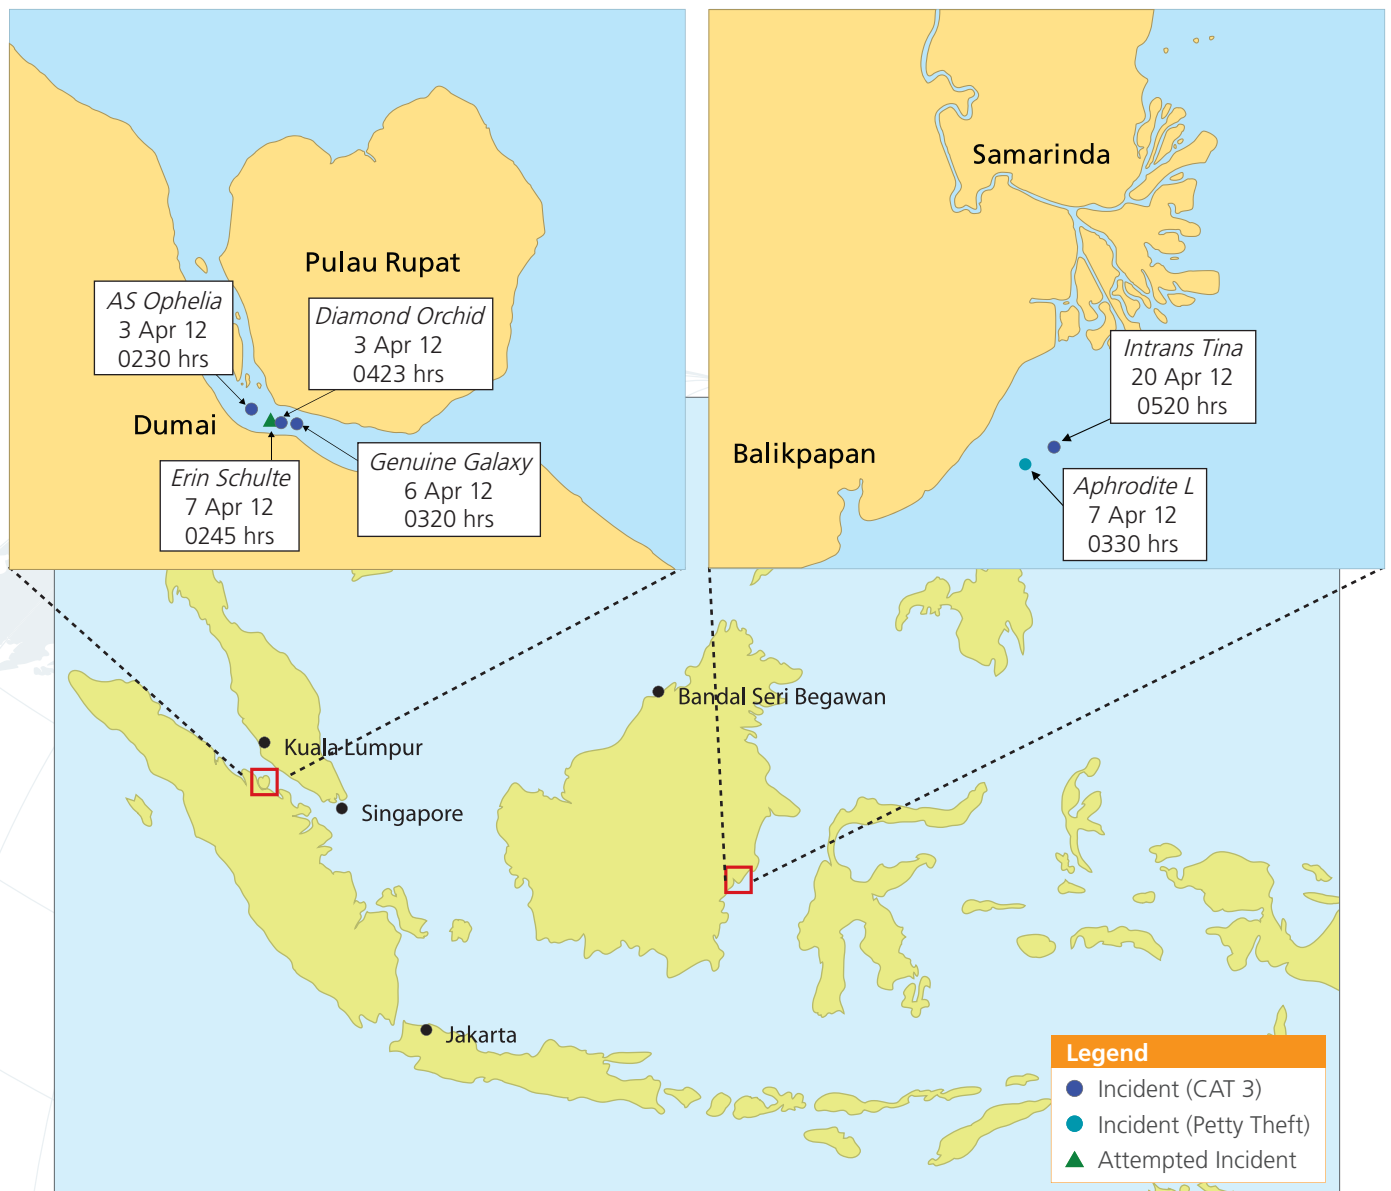 Pulau Rupat
AS Ophelia
3 Apr 12
0230 hrs
Diamond Orchid
3 Apr 12
0423 hrs
Dumai
Erin Schulte
7 Apr 12
0245 hrs
Genuine Galaxy
6 Apr 12
0320 hrs
Samarinda
Intrans Tina
20 Apr 12
0520 hrs
Balikpapan
Aphrodite L
7 Apr 12
0330 hrs
Bandal Seri Begawan
Kuala Lumpur
Singapore
Jakarta
Legend
Incident (CAT 3)
Incident (Petty Theft)
Attempted Incident